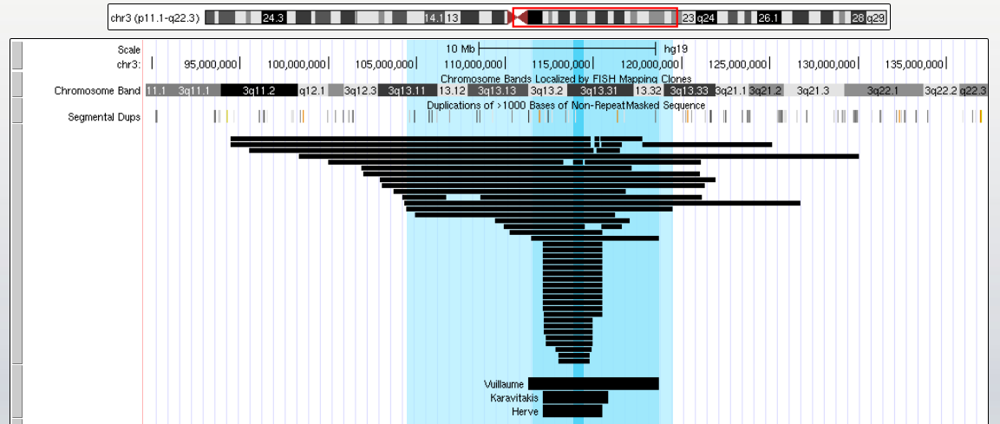 chr3 (p11.1-q22.3) 24.3 14.1 13 23 q24 26.1 28 q29
Scale 10 Mb hg19
chr3: 95,000,000 100,000,000 105,000,000 110,000,000 115,000,000 120,000,000 125,000,000 130,000,000 135,000,000
Chromosome Bands Localized by FISH Mapping Clones
Chromosome Band 11.1 3q11.1 3q11.2 q12.1 3q12.3 3q13.11 13.12 3q13.13 3q13.2 3q13.31 13.32 3q13.33 3q21.1 3q21.2 3q21.3 3q22.1 3q22.2 q22.3
Duplications of >1000 Bases of Non-RepeatMasked Sequence
Segmental Dups
Vuillaume
Karavitakis
Herve